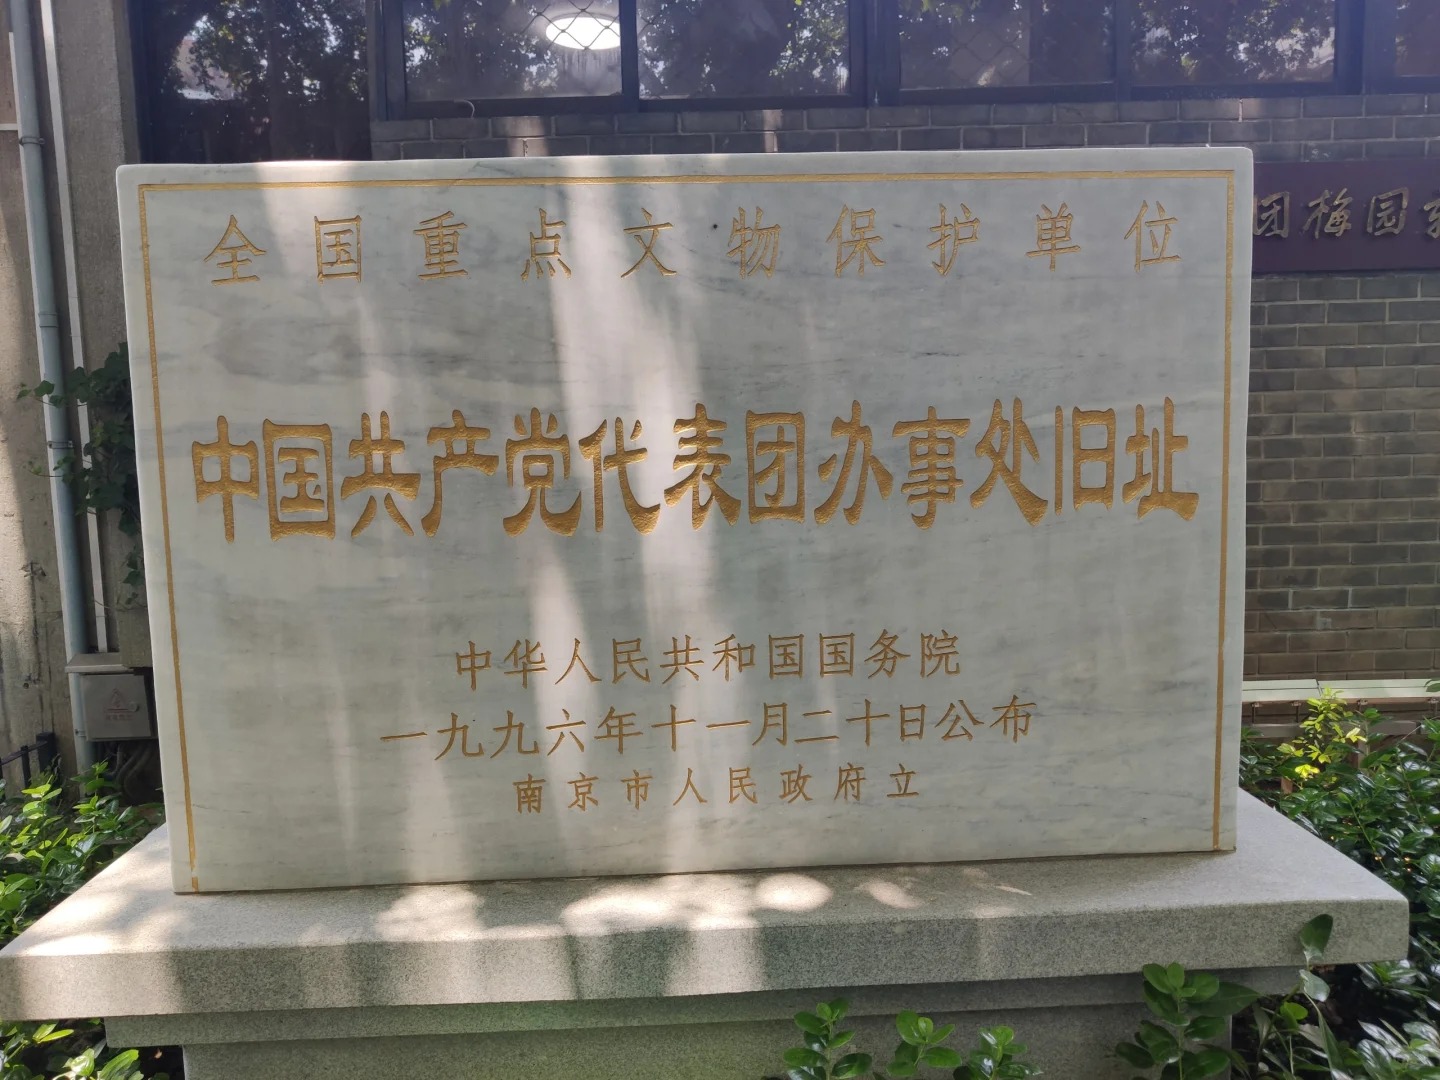 全国重点文物保护单位
中国共产党代表团办事处旧址
中华人民共和国国务院
一九九六年十一月二十日公布
南京市人民政府立
团梅园新